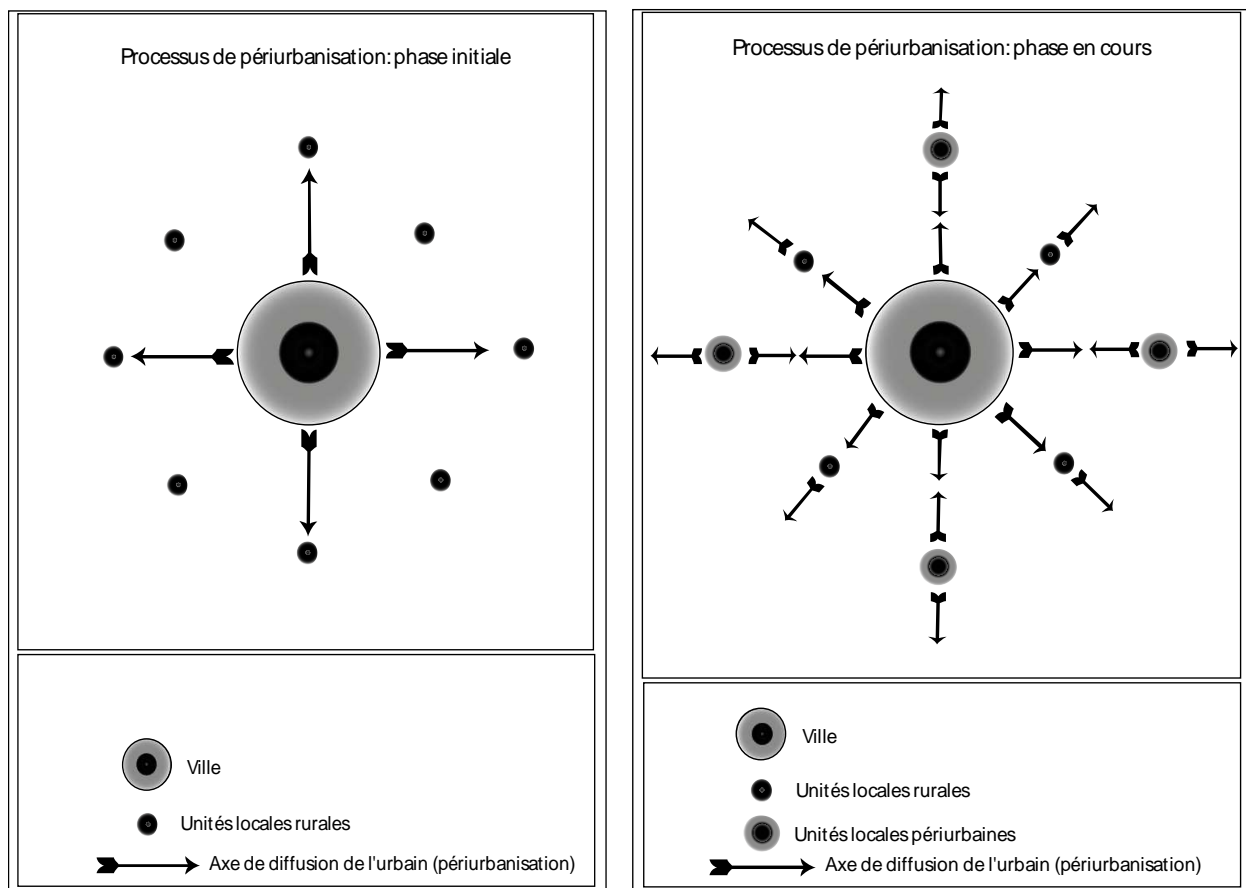 Processus de périurbanisation: phase initiale
Ville
Unités locales rurales
Axe de diffusion de l'urbain (périurbanisation)
Processus de périurbanisation: phase en cours
Ville
Unités locales rurales
Unités locales périurbaines
Axe de diffusion de l'urbain (périurbanisation)